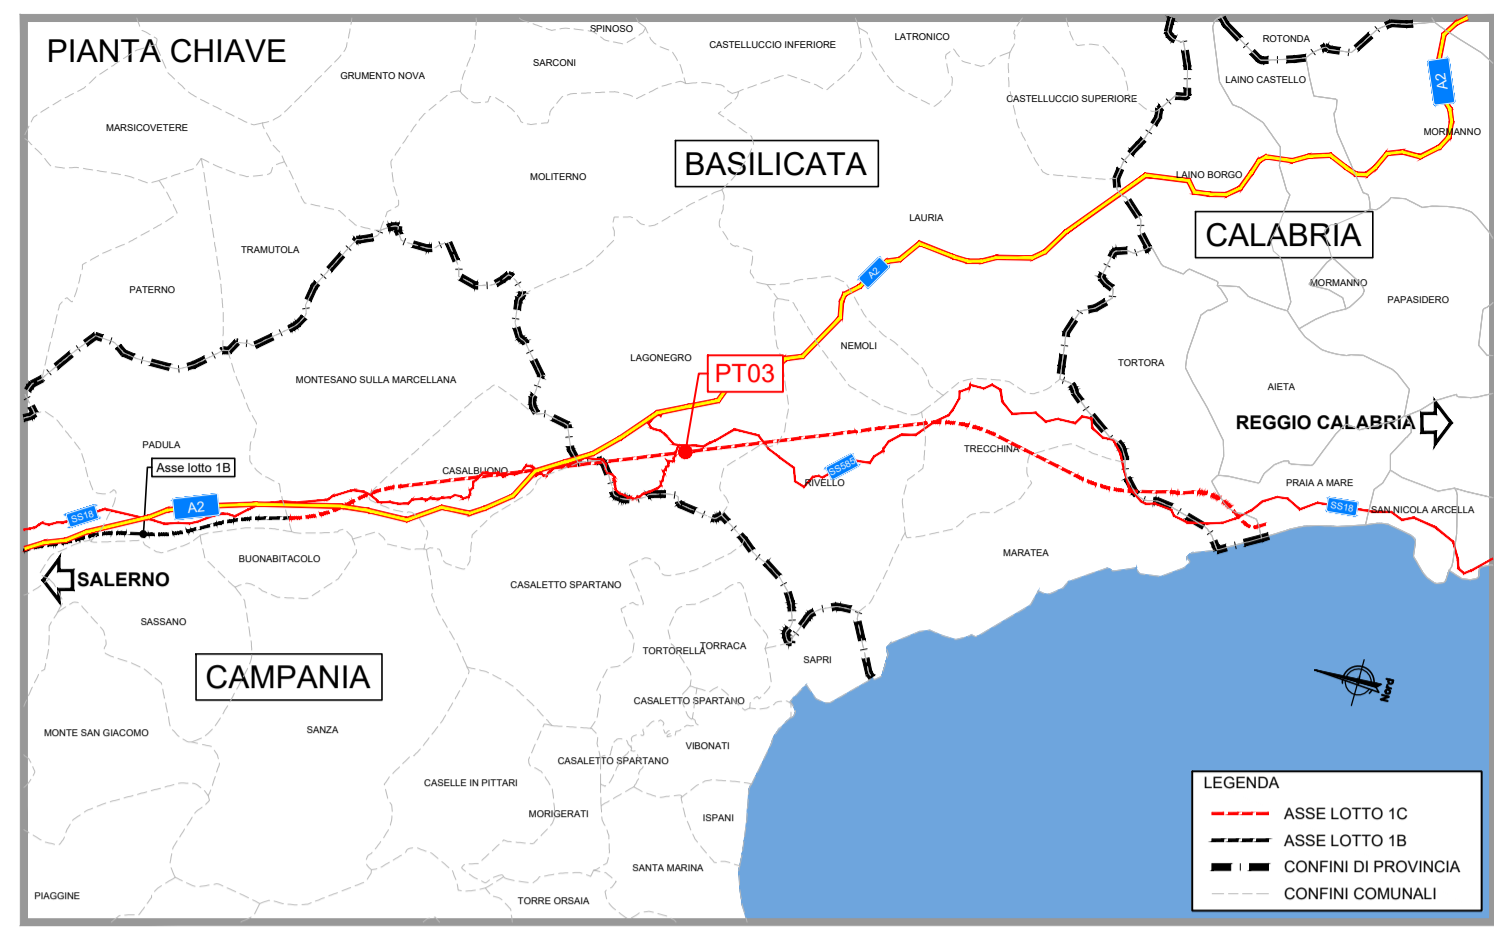 PIANTA CHIAVE
SPINOSO
CASTELLUCCIO INFERIORE
LATRONICO
ROTONDA
SARCONI
GRUMENTO NOVA
LAINO CASTELLO
A2
CASTELLUCCIO SUPERIORE
MARSICOVETERE
MORMANNO
BASILICATA
MOLITERNO
LAINO BORGO
LAURIA
CALABRIA
TRAMUTOLA
A2
MORMANNO
PATERNO
PAPASIDERO
NEMOLI
LAGONEGRO
TORTORA
PT03
MONTESANO SULLA MARCELLANA
AIETA
REGGIO CALABRIA
PADULA
TRECCHINA
Asse lotto 1B
CASALBUONO
SS585
RIVELLO
PRAIA A MARE
A2
SS18
SS18
SAN NICOLA ARCELLA
BUONABITACOLO
MARATEA
SALERNO
CASALETTO SPARTANO
SASSANO
TORTORELLA
TORRACA
SAPRI
CAMPANIA
Nord
CASALETTO SPARTANO
SANZA
MONTE SAN GIACOMO
VIBONATI
CASALETTO SPARTANO
CASELLE IN PITTARI
MORIGERATI
ISPANI
SANTA MARINA
PIAGGINE
TORRE ORSAIA
LEGENDA
ASSE LOTTO 1C
ASSE LOTTO 1B
CONFINI DI PROVINCIA
CONFINI COMUNALI